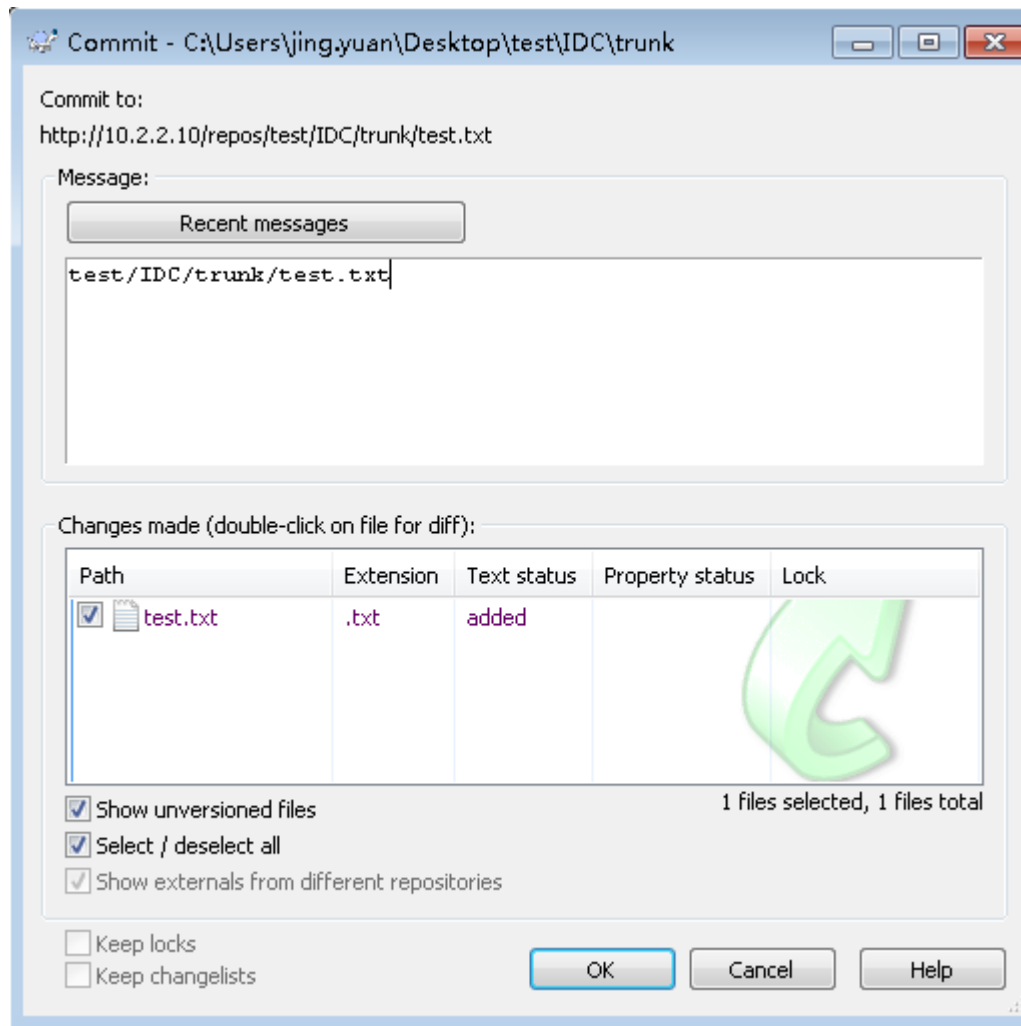 Commit - C:\Users\jing.yuan\Desktop\test\IDC\trunk
Commit to:
http://10.2.2.10/repos/test/IDC/trunk/test.txt
Message:
Recent messages
test/IDC/trunk/test.txt
Changes made (double-click on file for diff):
Path Extension Text status Property status Lock
test.txt .txt added
Show unversioned files 1 files selected, 1 files total
Select / deselect all
Show externals from different repositories
Keep locks
Keep changelists
OK Cancel Help